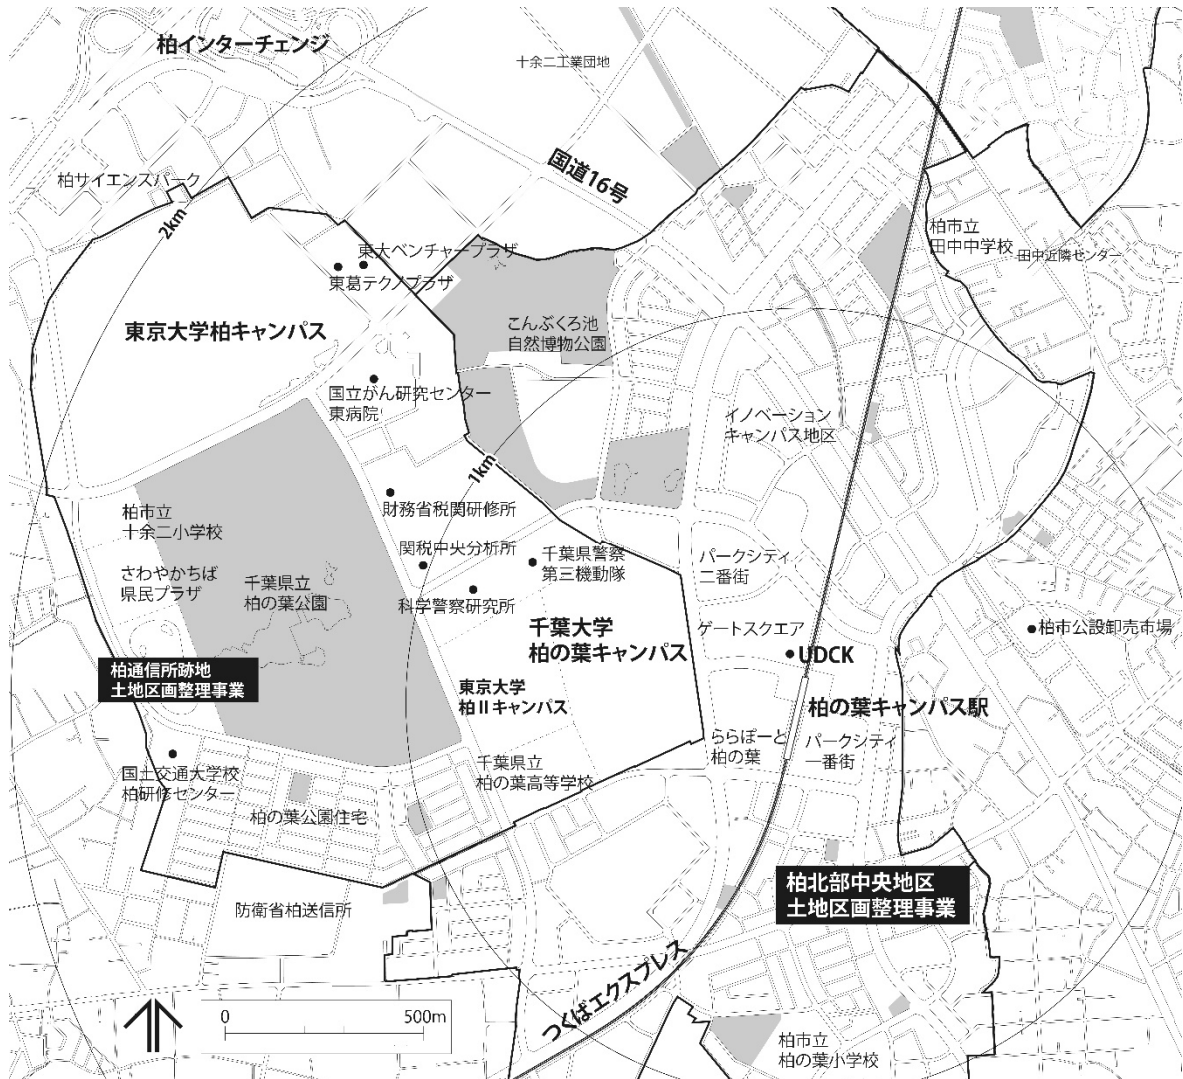 柏インターチェンジ
十余二工業団地
国道16号
柏サイエンスパーク
2km
柏市立
田中中学校
田中近隣センター
東大ベンチャープラザ
東葛テクノプラザ
東京大学柏キャンパス
こんぶくろ池
自然博物公園
国立がん研究センター
東病院
イノベーション
キャンパス地区
1km
財務省税関研修所
柏市立
十余二小学校
関税中央分析所
千葉県警察
第三機動隊
パークシティ
二番街
さわやかちば
県民プラザ
千葉県立
柏の葉公園
科学警察研究所
千葉大学
柏の葉キャンパス
ゲートスクエア
柏市公設卸売市場
UDCK
柏通信所跡地
土地区画整理事業
東京大学
柏Ⅱキャンパス
柏の葉キャンパス駅
ららぽーと
柏の葉
パークシティ
一番街
国土交通大学校
柏研修センター
千葉県立
柏の葉高等学校
柏の葉公園住宅
柏北部中央地区
土地区画整理事業
防衛省柏送信所
つくばエクスプレス
0
500m
柏市立
柏の葉小学校